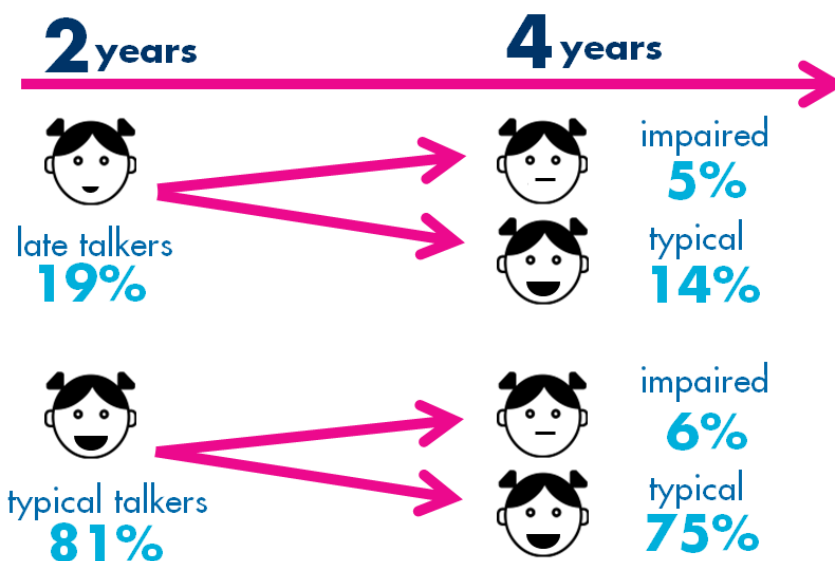 2 years
4 years
impaired
5%
late talkers
19%
typical
14%
impaired
6%
typical talkers
81%
typical
75%